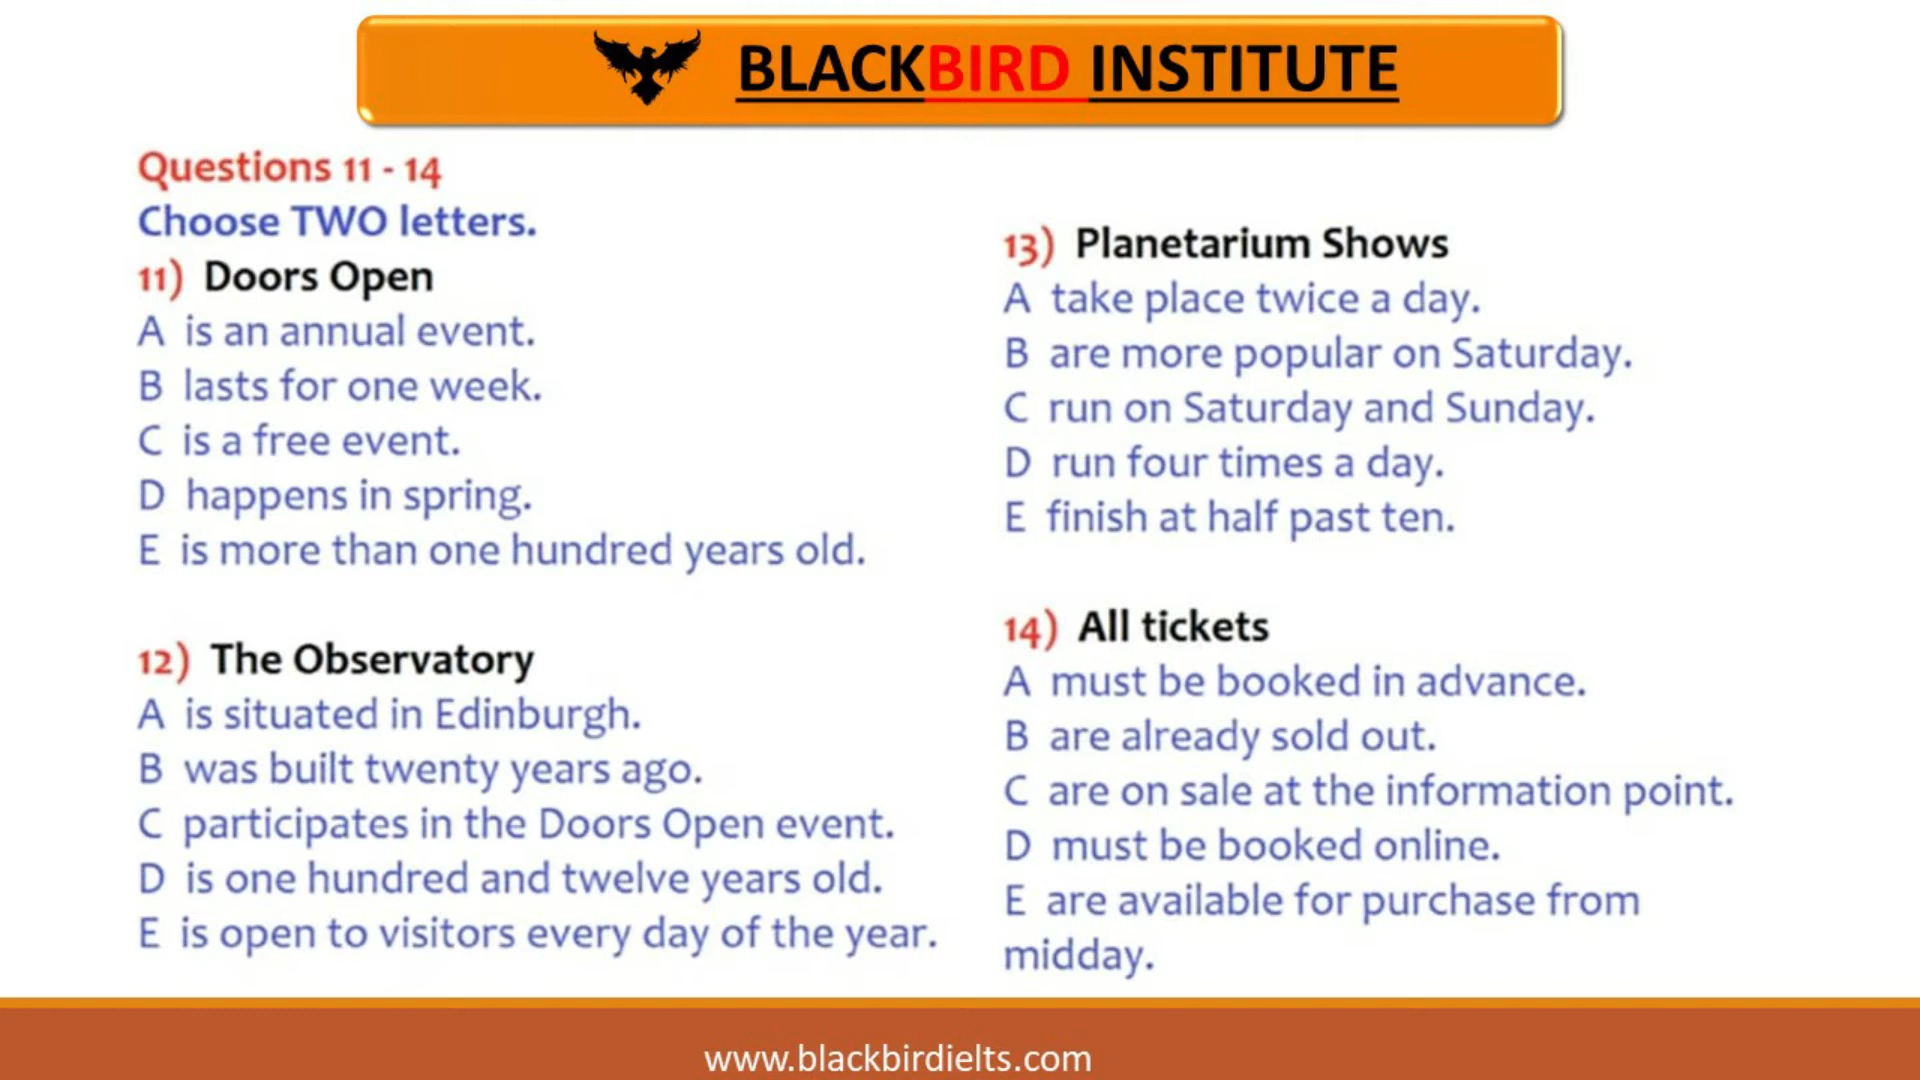 BLACKBIRD INSTITUTE
Questions 11 - 14
Choose TWO letters.
11) Doors Open
A is an annual event.
B lasts for one week.
C is a free event.
D happens in spring.
E is more than one hundred years old.
12) The Observatory
A is situated in Edinburgh.
B was built twenty years ago.
C participates in the Doors Open event.
D is one hundred and twelve years old.
E is open to visitors every day of the year.
13) Planetarium Shows
A take place twice a day.
B are more popular on Saturday.
C run on Saturday and Sunday.
D run four times a day.
E finish at half past ten.
14) All tickets
A must be booked in advance.
B are already sold out.
C are on sale at the information point.
D must be booked online.
E are available for purchase from
midday.
www.blackbirdielts.com